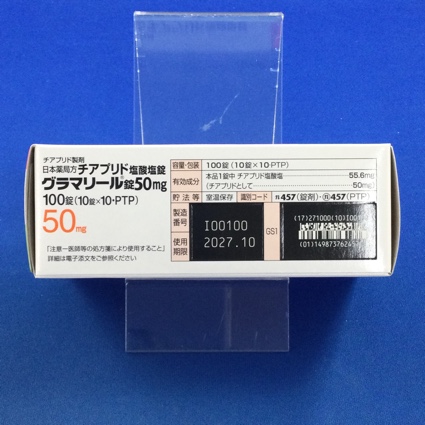 チアプリド製剤
日本薬局方 チアプリド塩酸塩錠
グラマリール®錠50mg
100錠(10錠×10・PTP)
50mg
「注意−医師等の処方箋により使用すること」
詳細は電子添文をご参照ください
容量・包装 100錠(10錠×10・PTP)
有効成分 本品1錠中 チアプリド塩酸塩 55.6mg
(チアプリドとして 50mg)
貯法等 室温保存 識別コード 457(錠剤)・457(PTP)
製造番号 I00100
使用期限 2027.10
GS1
(17)271000(10)I00